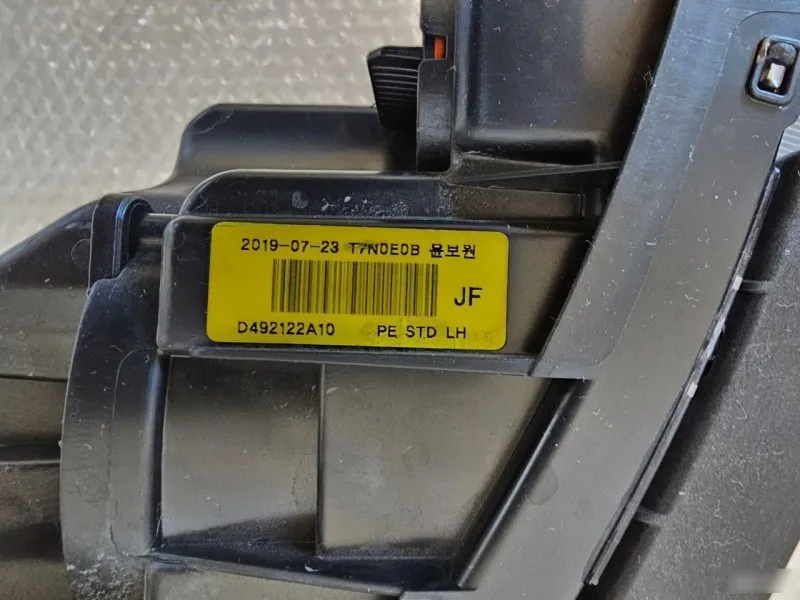 2019-07-23 T7N0E0B 윤보원
JF
D492122A10 PE STD LH